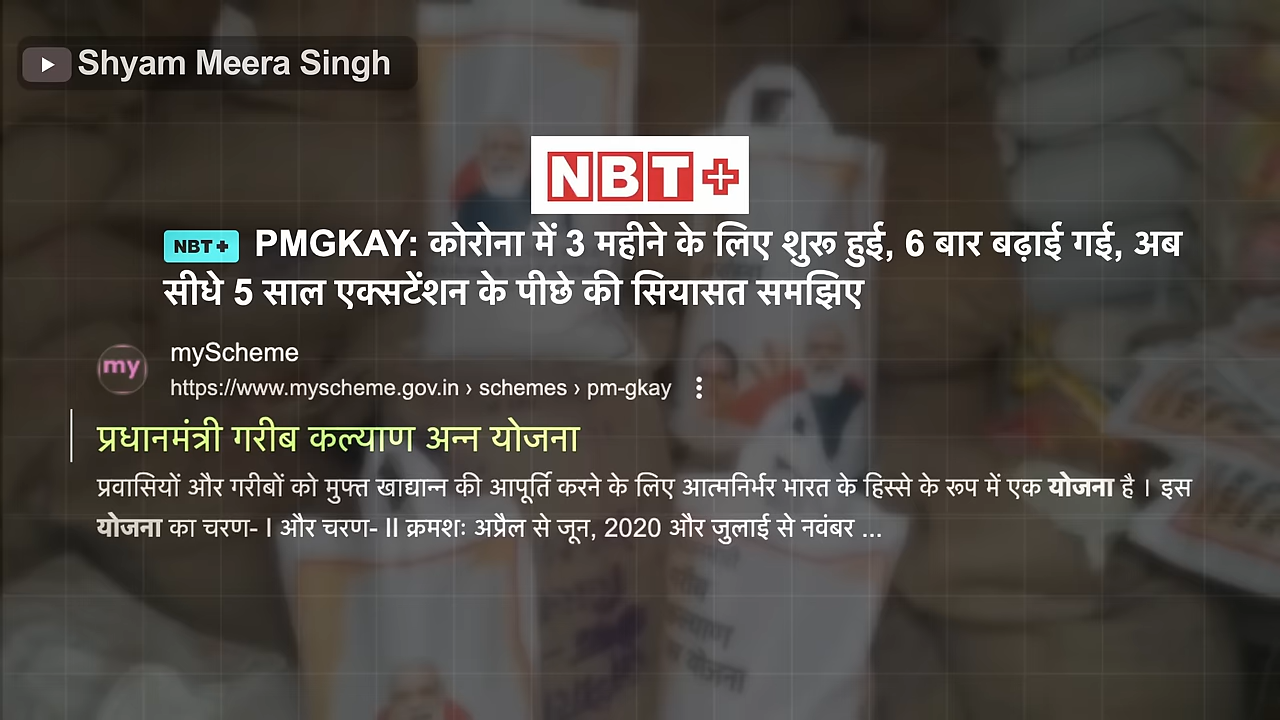 Shyam Meera Singh
NBT+
NBT+ PMGKAY: कोरोना में 3 महीने के लिए शुरू हुई, 6 बार बढ़ाई गई, अब
सीधे 5 साल एक्सटेंशन के पीछे की सियासत समझिए
my myScheme
https://www.myscheme.gov.in › schemes › pm-gkay
प्रधानमंत्री गरीब कल्याण अन्न योजना
प्रवासियों और गरीबों को मुफ्त खाद्यान्न की आपूर्ति करने के लिए आत्मनिर्भर भारत के हिस्से के रूप में एक योजना है । इस
योजना का चरण- I और चरण- II क्रमशः अप्रैल से जून, 2020 और जुलाई से नवंबर ...